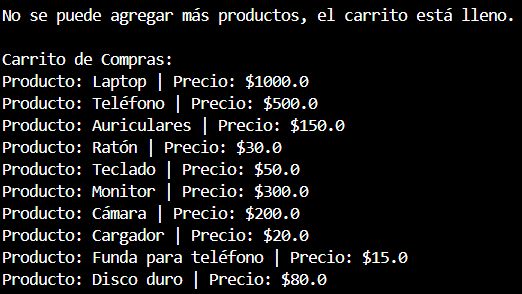 No se puede agregar más productos, el carrito está lleno.
Carrito de Compras:
Producto: Laptop | Precio: $1000.0
Producto: Teléfono | Precio: $500.0
Producto: Auriculares | Precio: $150.0
Producto: Ratón | Precio: $30.0
Producto: Teclado | Precio: $50.0
Producto: Monitor | Precio: $300.0
Producto: Cámara | Precio: $200.0
Producto: Cargador | Precio: $20.0
Producto: Funda para teléfono | Precio: $15.0
Producto: Disco duro | Precio: $80.0